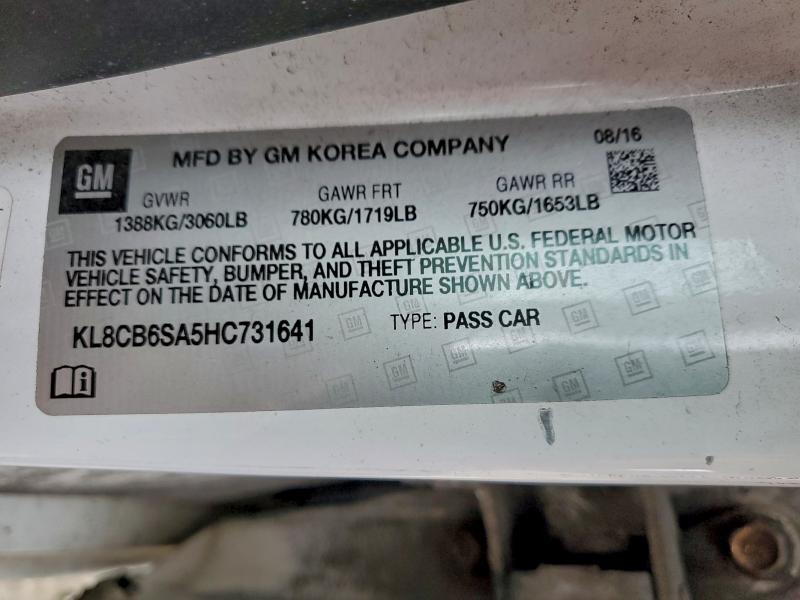 GM
MFD BY GM KOREA COMPANY
08/16
GVWR
1388KG/3060LB
GAWR FRT
780KG/1719LB
GAWR RR
750KG/1653LB
THIS VEHICLE CONFORMS TO ALL APPLICABLE U.S. FEDERAL MOTOR
VEHICLE SAFETY, BUMPER, AND THEFT PREVENTION STANDARDS IN
EFFECT ON THE DATE OF MANUFACTURE SHOWN ABOVE.
KL8CB6SA5HC731641
TYPE: PASS CAR